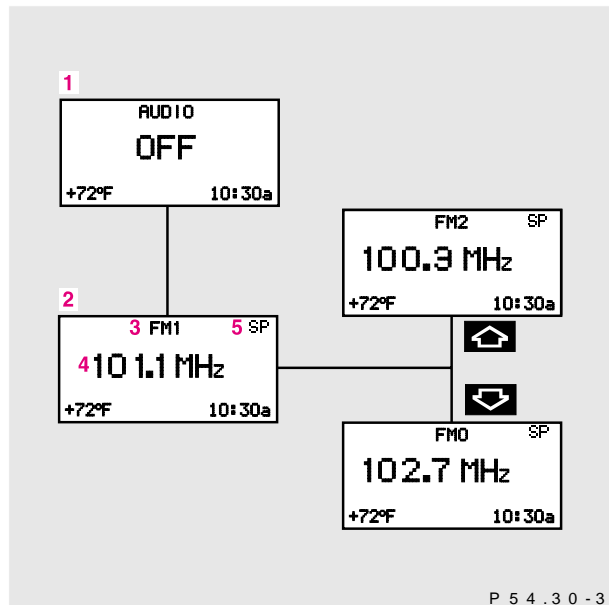 1
AUDIO
OFF
+72°F 10:30a
2
3 FM1 5 SP
4 101.1 MHz
+72°F 10:30a
FM2 SP
100.3 MHz
+72°F 10:30a
FM0 SP
102.7 MHz
+72°F 10:30a
P54.30-3